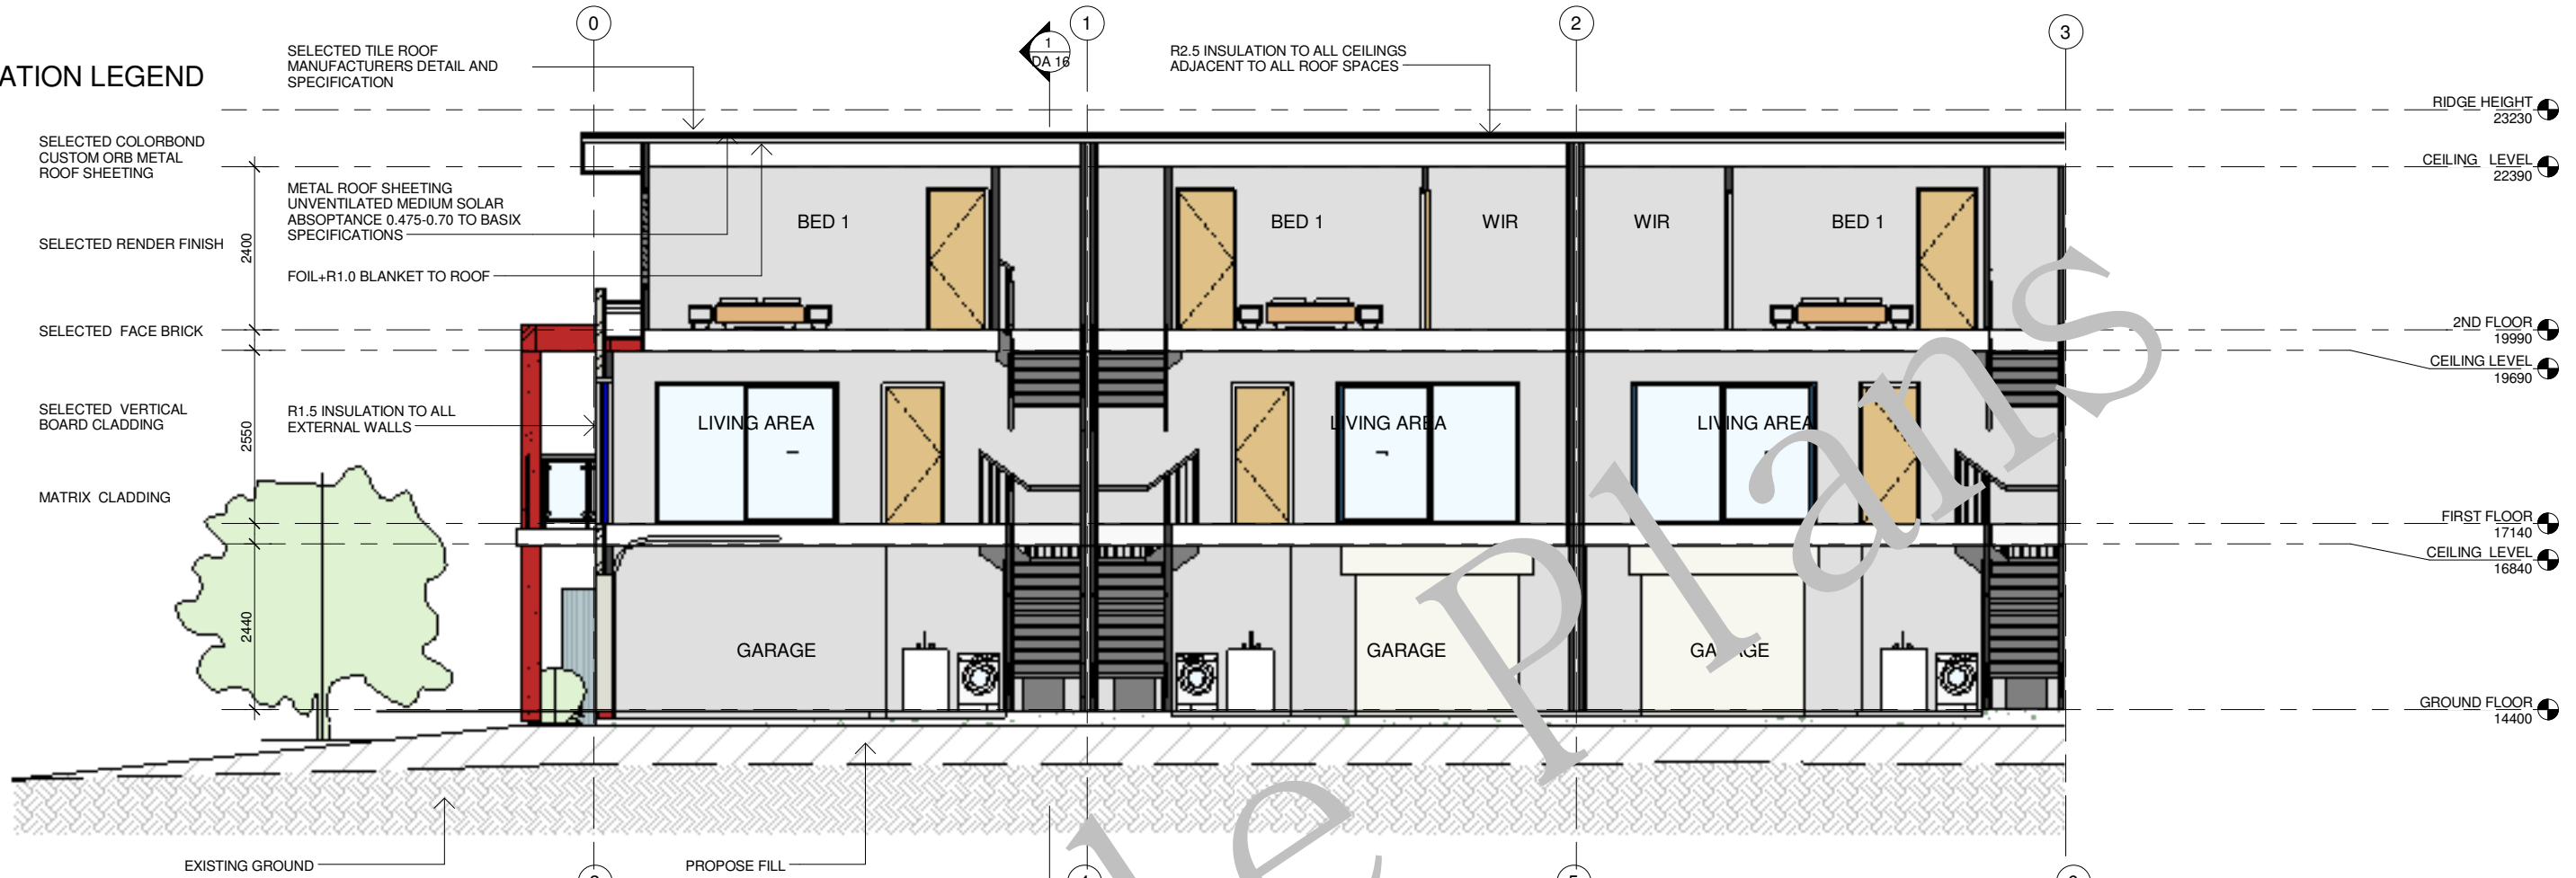 0
1
2
3
1
DA 16
ATION LEGEND
SELECTED TILE ROOF
MANUFACTURERS DETAIL AND
SPECIFICATION
R2.5 INSULATION TO ALL CEILINGS
ADJACENT TO ALL ROOF SPACES
RIDGE HEIGHT
23230
SELECTED COLORBOND
CUSTOM ORB METAL
ROOF SHEETING
CEILING LEVEL
22390
METAL ROOF SHEETING
UNVENTILATED MEDIUM SOLAR
ABSOPTANCE 0.475-0.70 TO BASIX
SPECIFICATIONS
SELECTED RENDER FINISH
2400
FOIL+R1.0 BLANKET TO ROOF
BED 1
BED 1
WIR
WIR
BED 1
SELECTED FACE BRICK
2ND FLOOR
19990
CEILING LEVEL
19690
SELECTED VERTICAL
BOARD CLADDING
R1.5 INSULATION TO ALL
EXTERNAL WALLS
2550
LIVING AREA
LIVING AREA
LIVING AREA
MATRIX CLADDING
FIRST FLOOR
17140
CEILING LEVEL
16840
2440
GARAGE
GARAGE
GARAGE
GROUND FLOOR
14400
EXISTING GROUND
PROPOSE FILL
le Plans